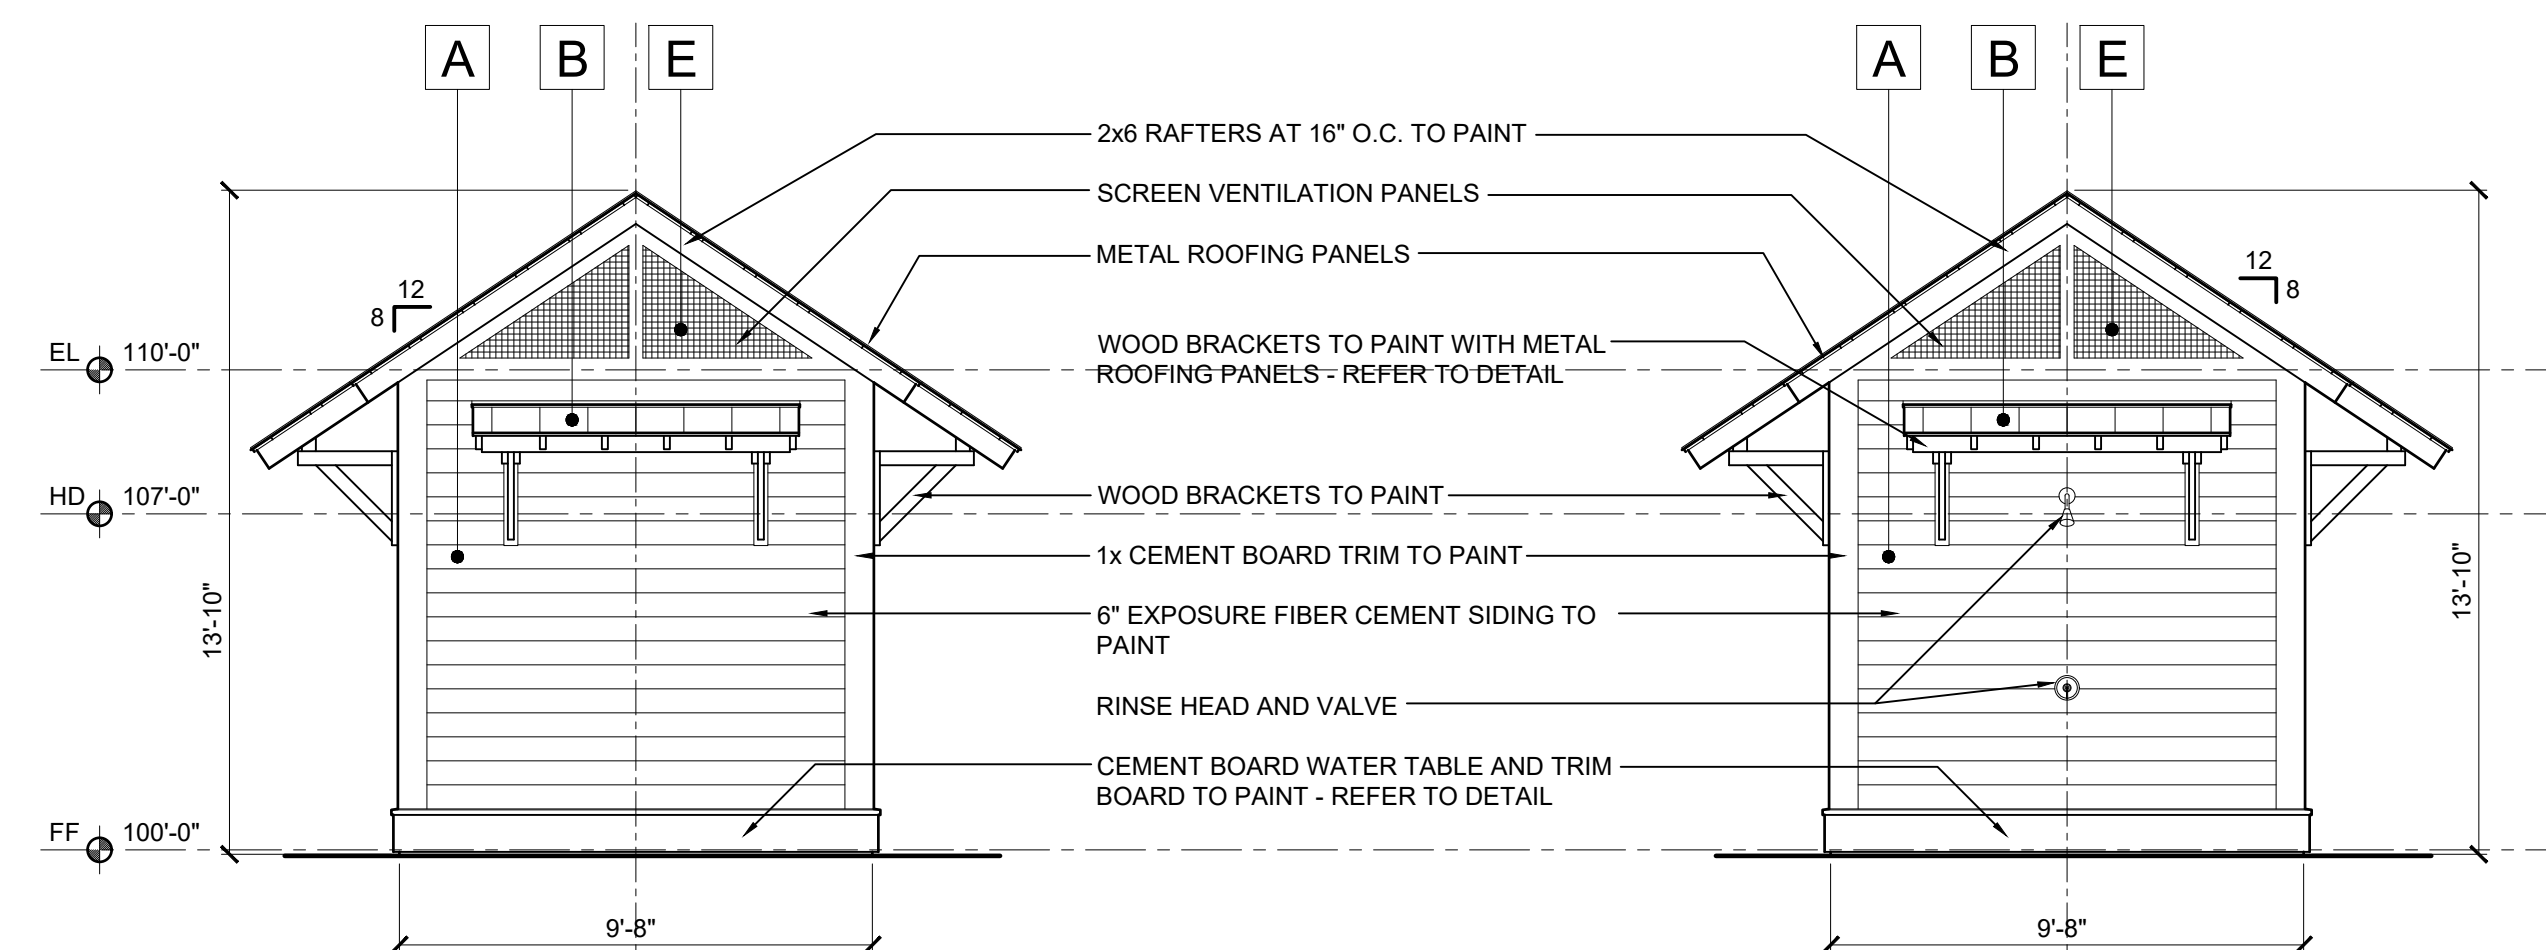 A B E
A B E
2x6 RAFTERS AT 16" O.C. TO PAINT
SCREEN VENTILATION PANELS
METAL ROOFING PANELS
12
8
12
8
WOOD BRACKETS TO PAINT WITH METAL
ROOFING PANELS - REFER TO DETAIL
EL 110'-0"
WOOD BRACKETS TO PAINT
HD 107'-0"
1x CEMENT BOARD TRIM TO PAINT
13'-10"
13'-10"
6" EXPOSURE FIBER CEMENT SIDING TO
PAINT
RINSE HEAD AND VALVE
CEMENT BOARD WATER TABLE AND TRIM
BOARD TO PAINT - REFER TO DETAIL
FF 100'-0"
9'-8"
9'-8"